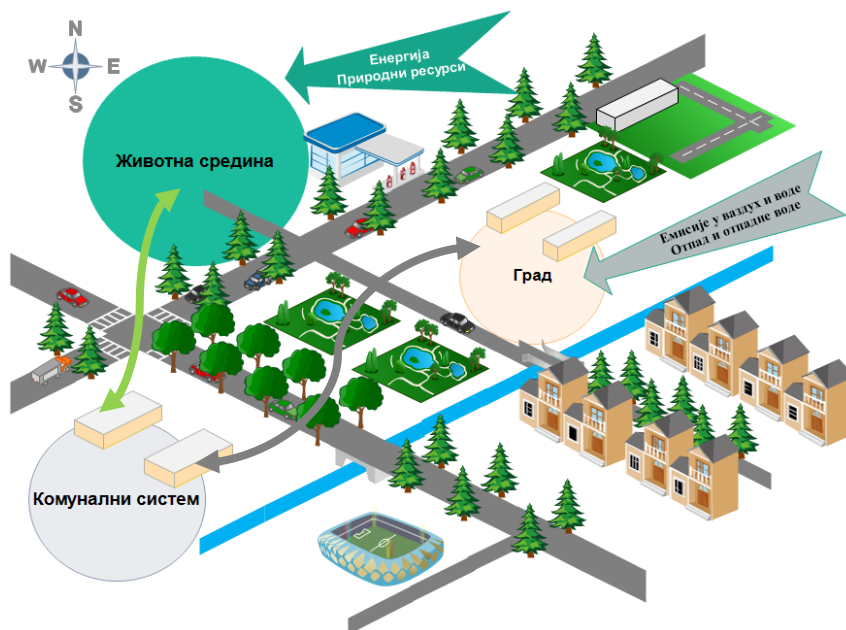 N
W E
S
Енергија
Природни ресурси
Животна средина
Емисије у ваздух и воде
Отпад и отпадне воде
Град
Комунални систем